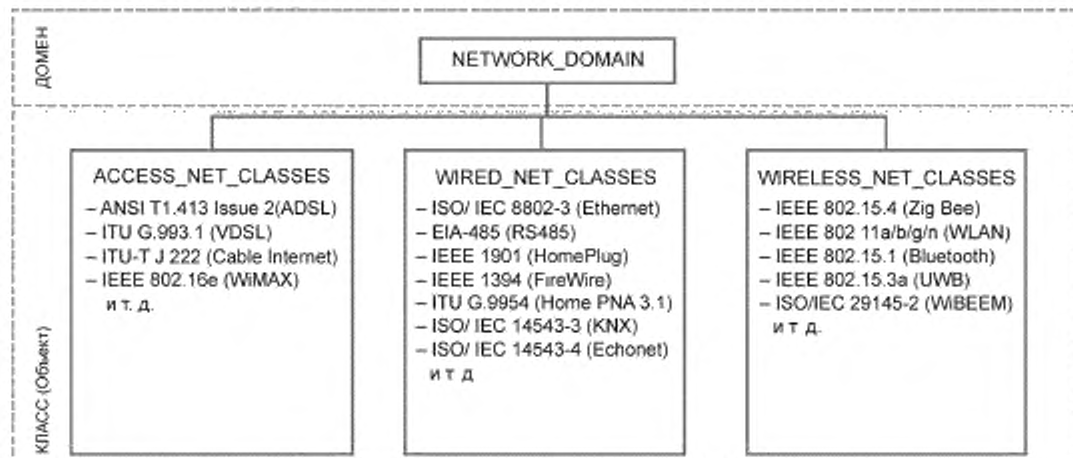 ДОМЕН
NETWORK_DOMAIN
КЛАСС (Объект)
ACCESS_NET_CLASSES
– ANSI T1.413 Issue 2(ADSL)
– ITU G.993.1 (VDSL)
– ITU-T J 222 (Cable Internet)
– IEEE 802.16e (WiMAX)
и т. д.
WIRED_NET_CLASSES
– ISO/ IEC 8802-3 (Ethernet)
– EIA-485 (RS485)
– IEEE 1901 (HomePlug)
– IEEE 1394 (FireWire)
– ITU G.9954 (Home PNA 3.1)
– ISO/ IEC 14543-3 (KNX)
– ISO/ IEC 14543-4 (Echonet)
и т д
WIRELESS_NET_CLASSES
– IEEE 802.15.4 (Zig Bee)
– IEEE 802 11a/b/g/n (WLAN)
– IEEE 802.15.1 (Bluetooth)
– IEEE 802.15.3a (UWB)
– ISO/IEC 29145-2 (WiBEEM)
и т д.